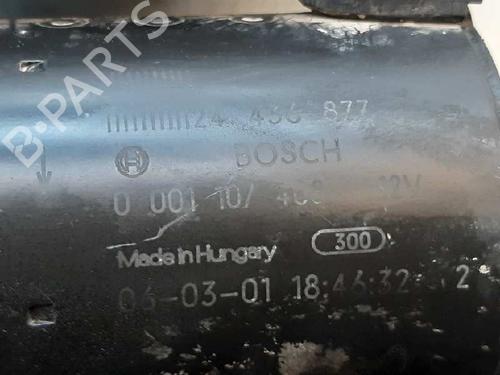 B-PARTS
24 436 877
BOSCH
0 001 107 408 12V
Made in Hungary 300
06-03-01 18:46:32 2